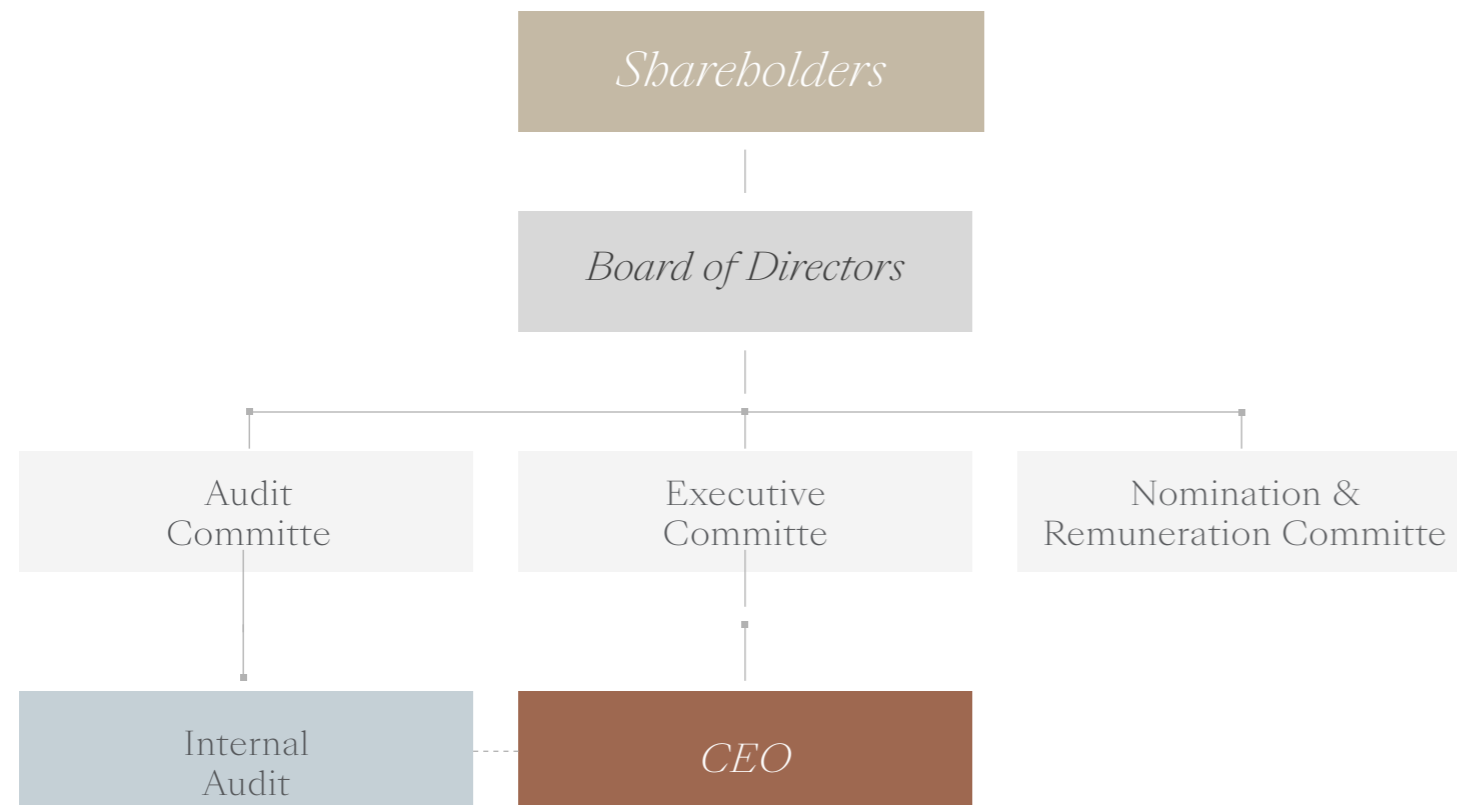 Shareholders
Board of Directors
Audit
Committe
Executive
Committe
Nomination &
Remuneration Committe
Internal
Audit
CEO